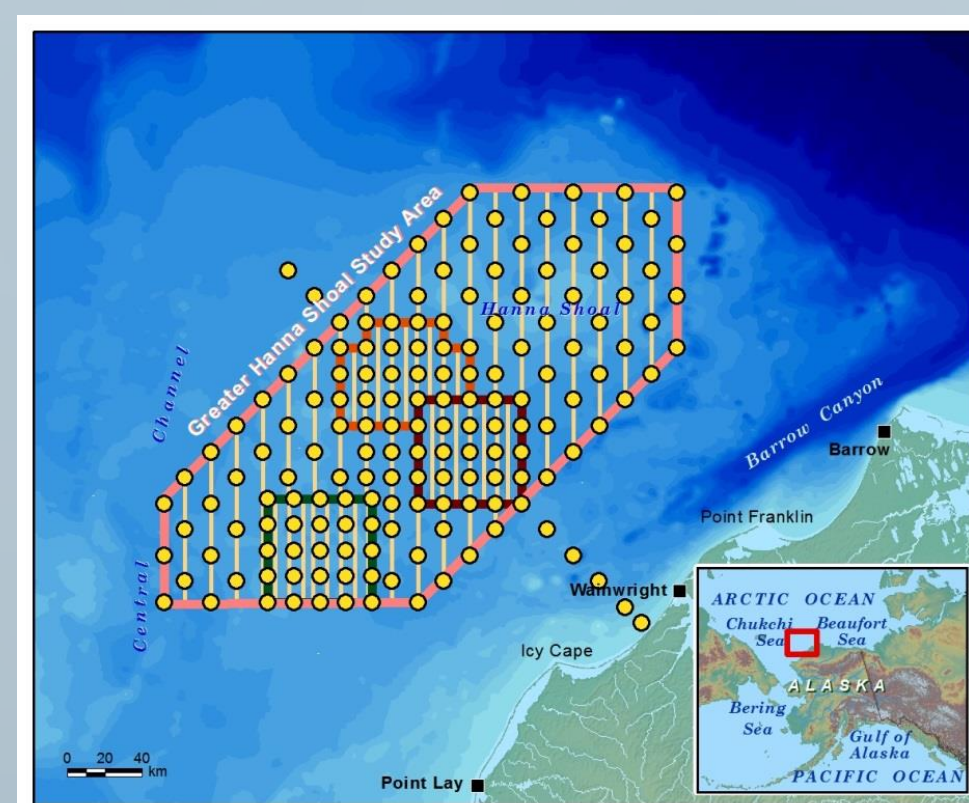 Greater Hanna Shoal Study Area
Hanna Shoal
Channel
Central
Barrow Canyon
Barrow
Point Franklin
Wainwright
Icy Cape
Point Lay
0 20 40
km
ARCTIC OCEAN
Chukchi
Sea
Beaufort
Sea
ALASKA
Bering
Sea
Gulf of
Alaska
PACIFIC OCEAN